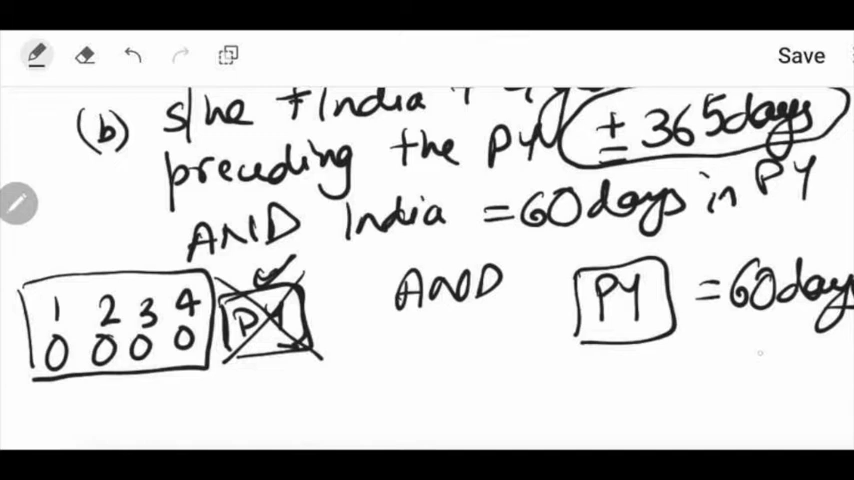 Save
(b) s/he + India + 4
preceding the PY ± 365days
AND India = 60days in PY
1 2 3 4 PY AND PY = 60days
0 0 0 0